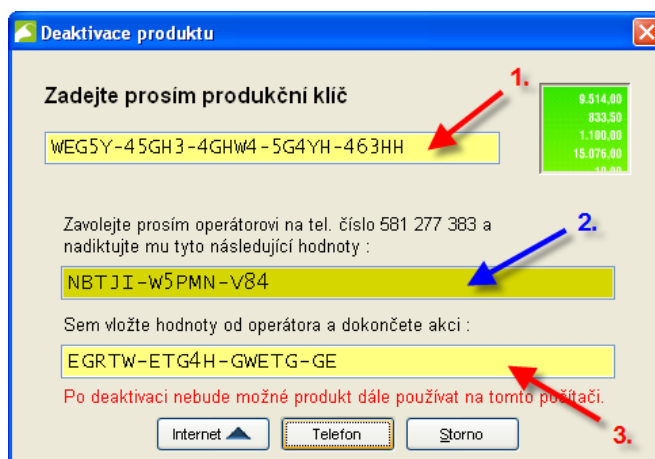 Deaktivace produktu
Zadejte prosím produkční klíč
1.
9.514,00
833,50
1.100,00
15.076,00
WEG5Y-45GH3-4GHW4-5G4YH-463HH
Zavolejte prosím operátorovi na tel. číslo 581 277 383 a
nadiktujte mu tyto následující hodnoty :
2.
NBTJI-W5PMN-V84
Sem vložte hodnoty od operátora a dokončete akci :
EGRTW-ETG4H-GWETG-GE
Po deaktivaci nebude možné produkt dále používat na tomto počítači.
3.
Internet
Telefon
Storno